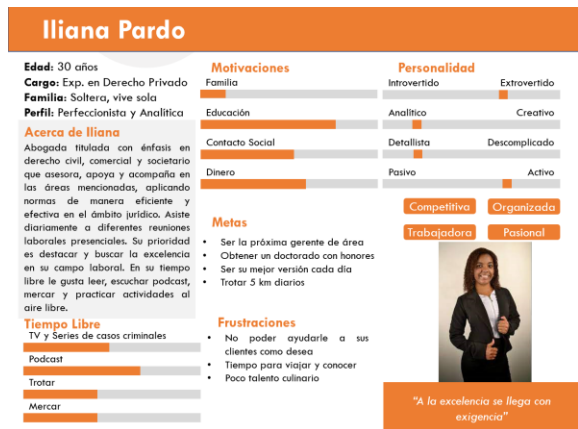 Iliana Pardo
Edad: 30 años
Cargo: Exp. en Derecho Privado
Familia: Soltera, vive sola
Perfil: Perfeccionista y Analítica
Acerca de Iliana
Abogada titulada con énfasis en
derecho civil, comercial y societario
que asesora, apoya y acompaña en
las áreas mencionadas, aplicando
normas de manera eficiente y
efectiva en el ámbito jurídico. Asiste
diariamente a diferentes reuniones
laborales presenciales. Su prioridad
es destacar y buscar la excelencia
en su campo laboral. En su tiempo
libre le gusta leer, escuchar podcast,
mercar y practicar actividades al
aire libre.
Tiempo Libre
TV y Series de casos criminales
Podcast
Trotar
Mercar
Motivaciones
Familia
Educación
Contacto Social
Dinero
Metas
• Ser la próxima gerente de área
• Obtener un doctorado con honores
• Ser su mejor versión cada día
• Trotar 5 km diarios
Frustraciones
• No poder ayudarle a sus
clientes como desea
• Tiempo para viajar y conocer
• Poco talento culinario
Personalidad
Introvertido Extrovertido
Analítico Creativo
Detallista Descomplicado
Pasivo Activo
Competitiva Organizada
Trabajadora Pasional
"A la excelencia se llega con
exigencia"